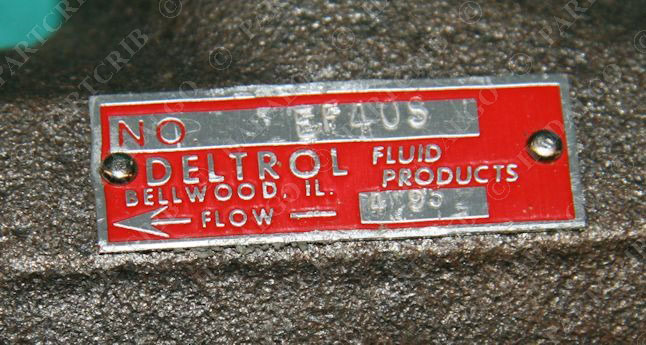 NO EF40S
DELTROL FLUID PRODUCTS
BELLWOOD, IL.
FLOW